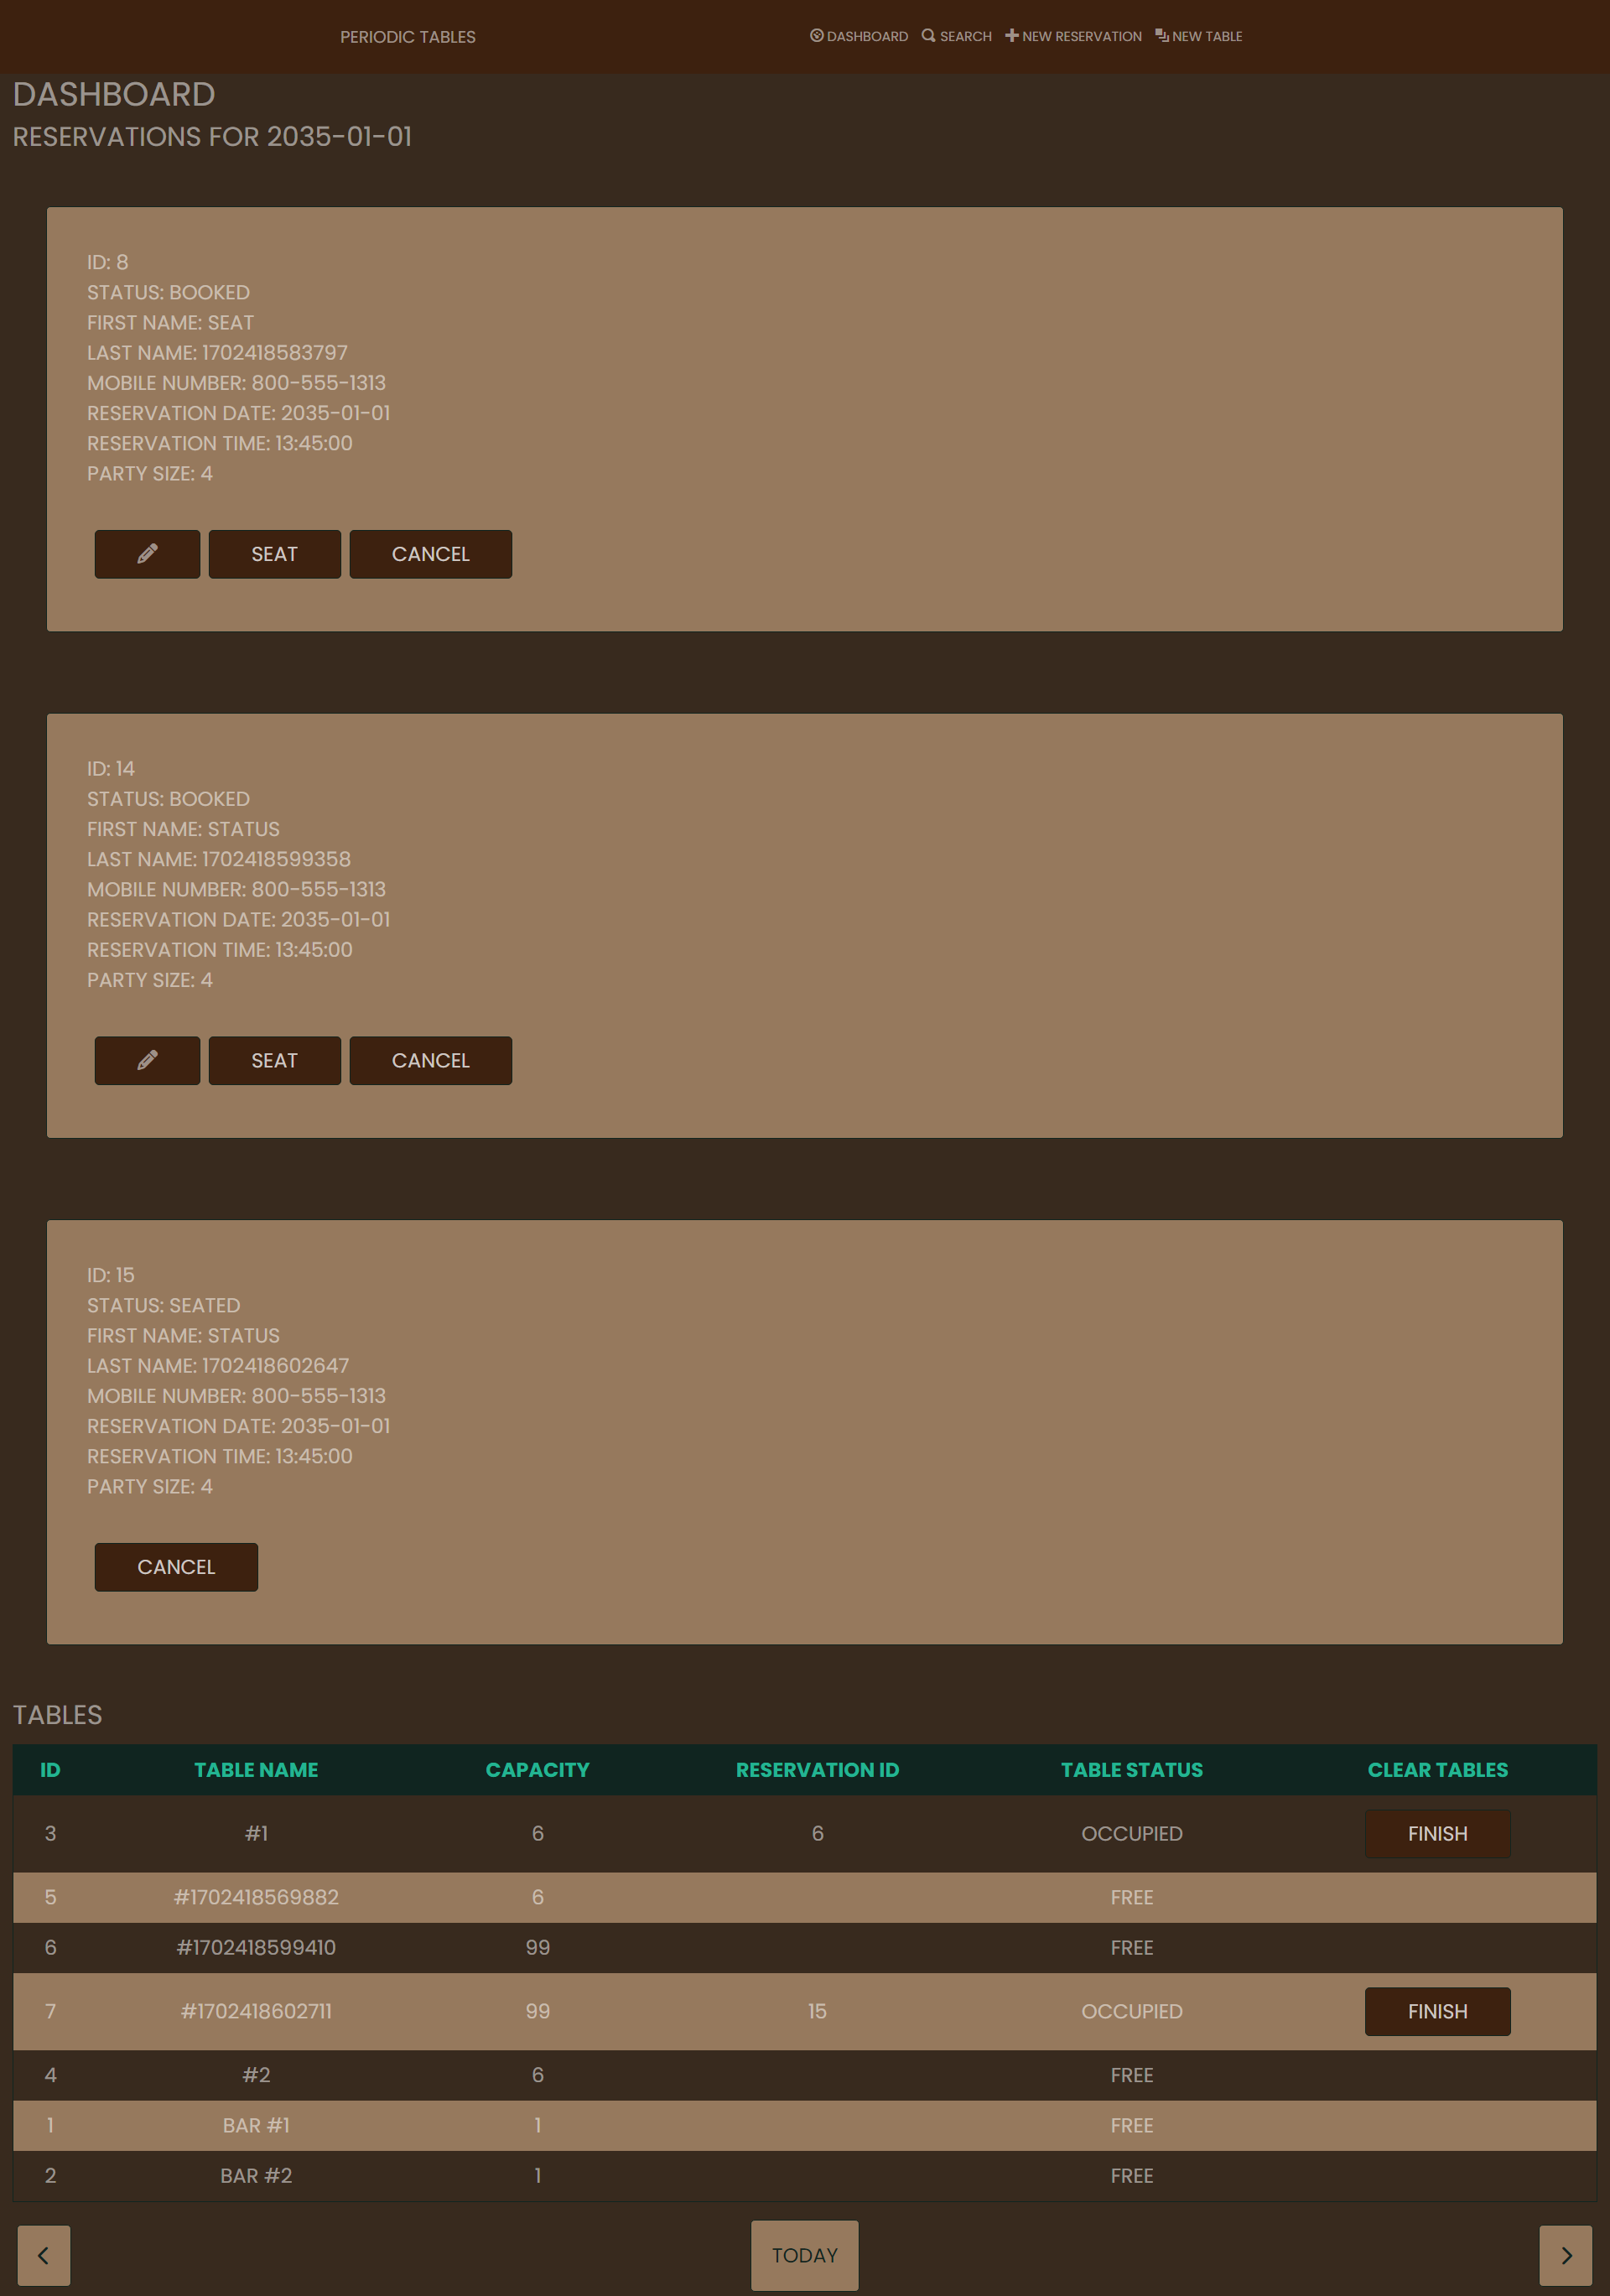 PERIODIC TABLES
DASHBOARD SEARCH NEW RESERVATION NEW TABLE
DASHBOARD
RESERVATIONS FOR 2035-01-01
ID: 8
STATUS: BOOKED
FIRST NAME: SEAT
LAST NAME: 1702418583797
MOBILE NUMBER: 800-555-1313
RESERVATION DATE: 2035-01-01
RESERVATION TIME: 13:45:00
PARTY SIZE: 4
SEAT CANCEL
ID: 14
STATUS: BOOKED
FIRST NAME: STATUS
LAST NAME: 1702418599358
MOBILE NUMBER: 800-555-1313
RESERVATION DATE: 2035-01-01
RESERVATION TIME: 13:45:00
PARTY SIZE: 4
SEAT CANCEL
ID: 15
STATUS: SEATED
FIRST NAME: STATUS
LAST NAME: 1702418602647
MOBILE NUMBER: 800-555-1313
RESERVATION DATE: 2035-01-01
RESERVATION TIME: 13:45:00
PARTY SIZE: 4
CANCEL
TABLES
ID TABLE NAME CAPACITY RESERVATION ID TABLE STATUS CLEAR TABLES
3 #1 6 6 OCCUPIED FINISH
5 #1702418569882 6 FREE
6 #1702418599410 99 FREE
7 #1702418602711 99 15 OCCUPIED FINISH
4 #2 6 FREE
1 BAR #1 1 FREE
2 BAR #2 1 FREE
TODAY